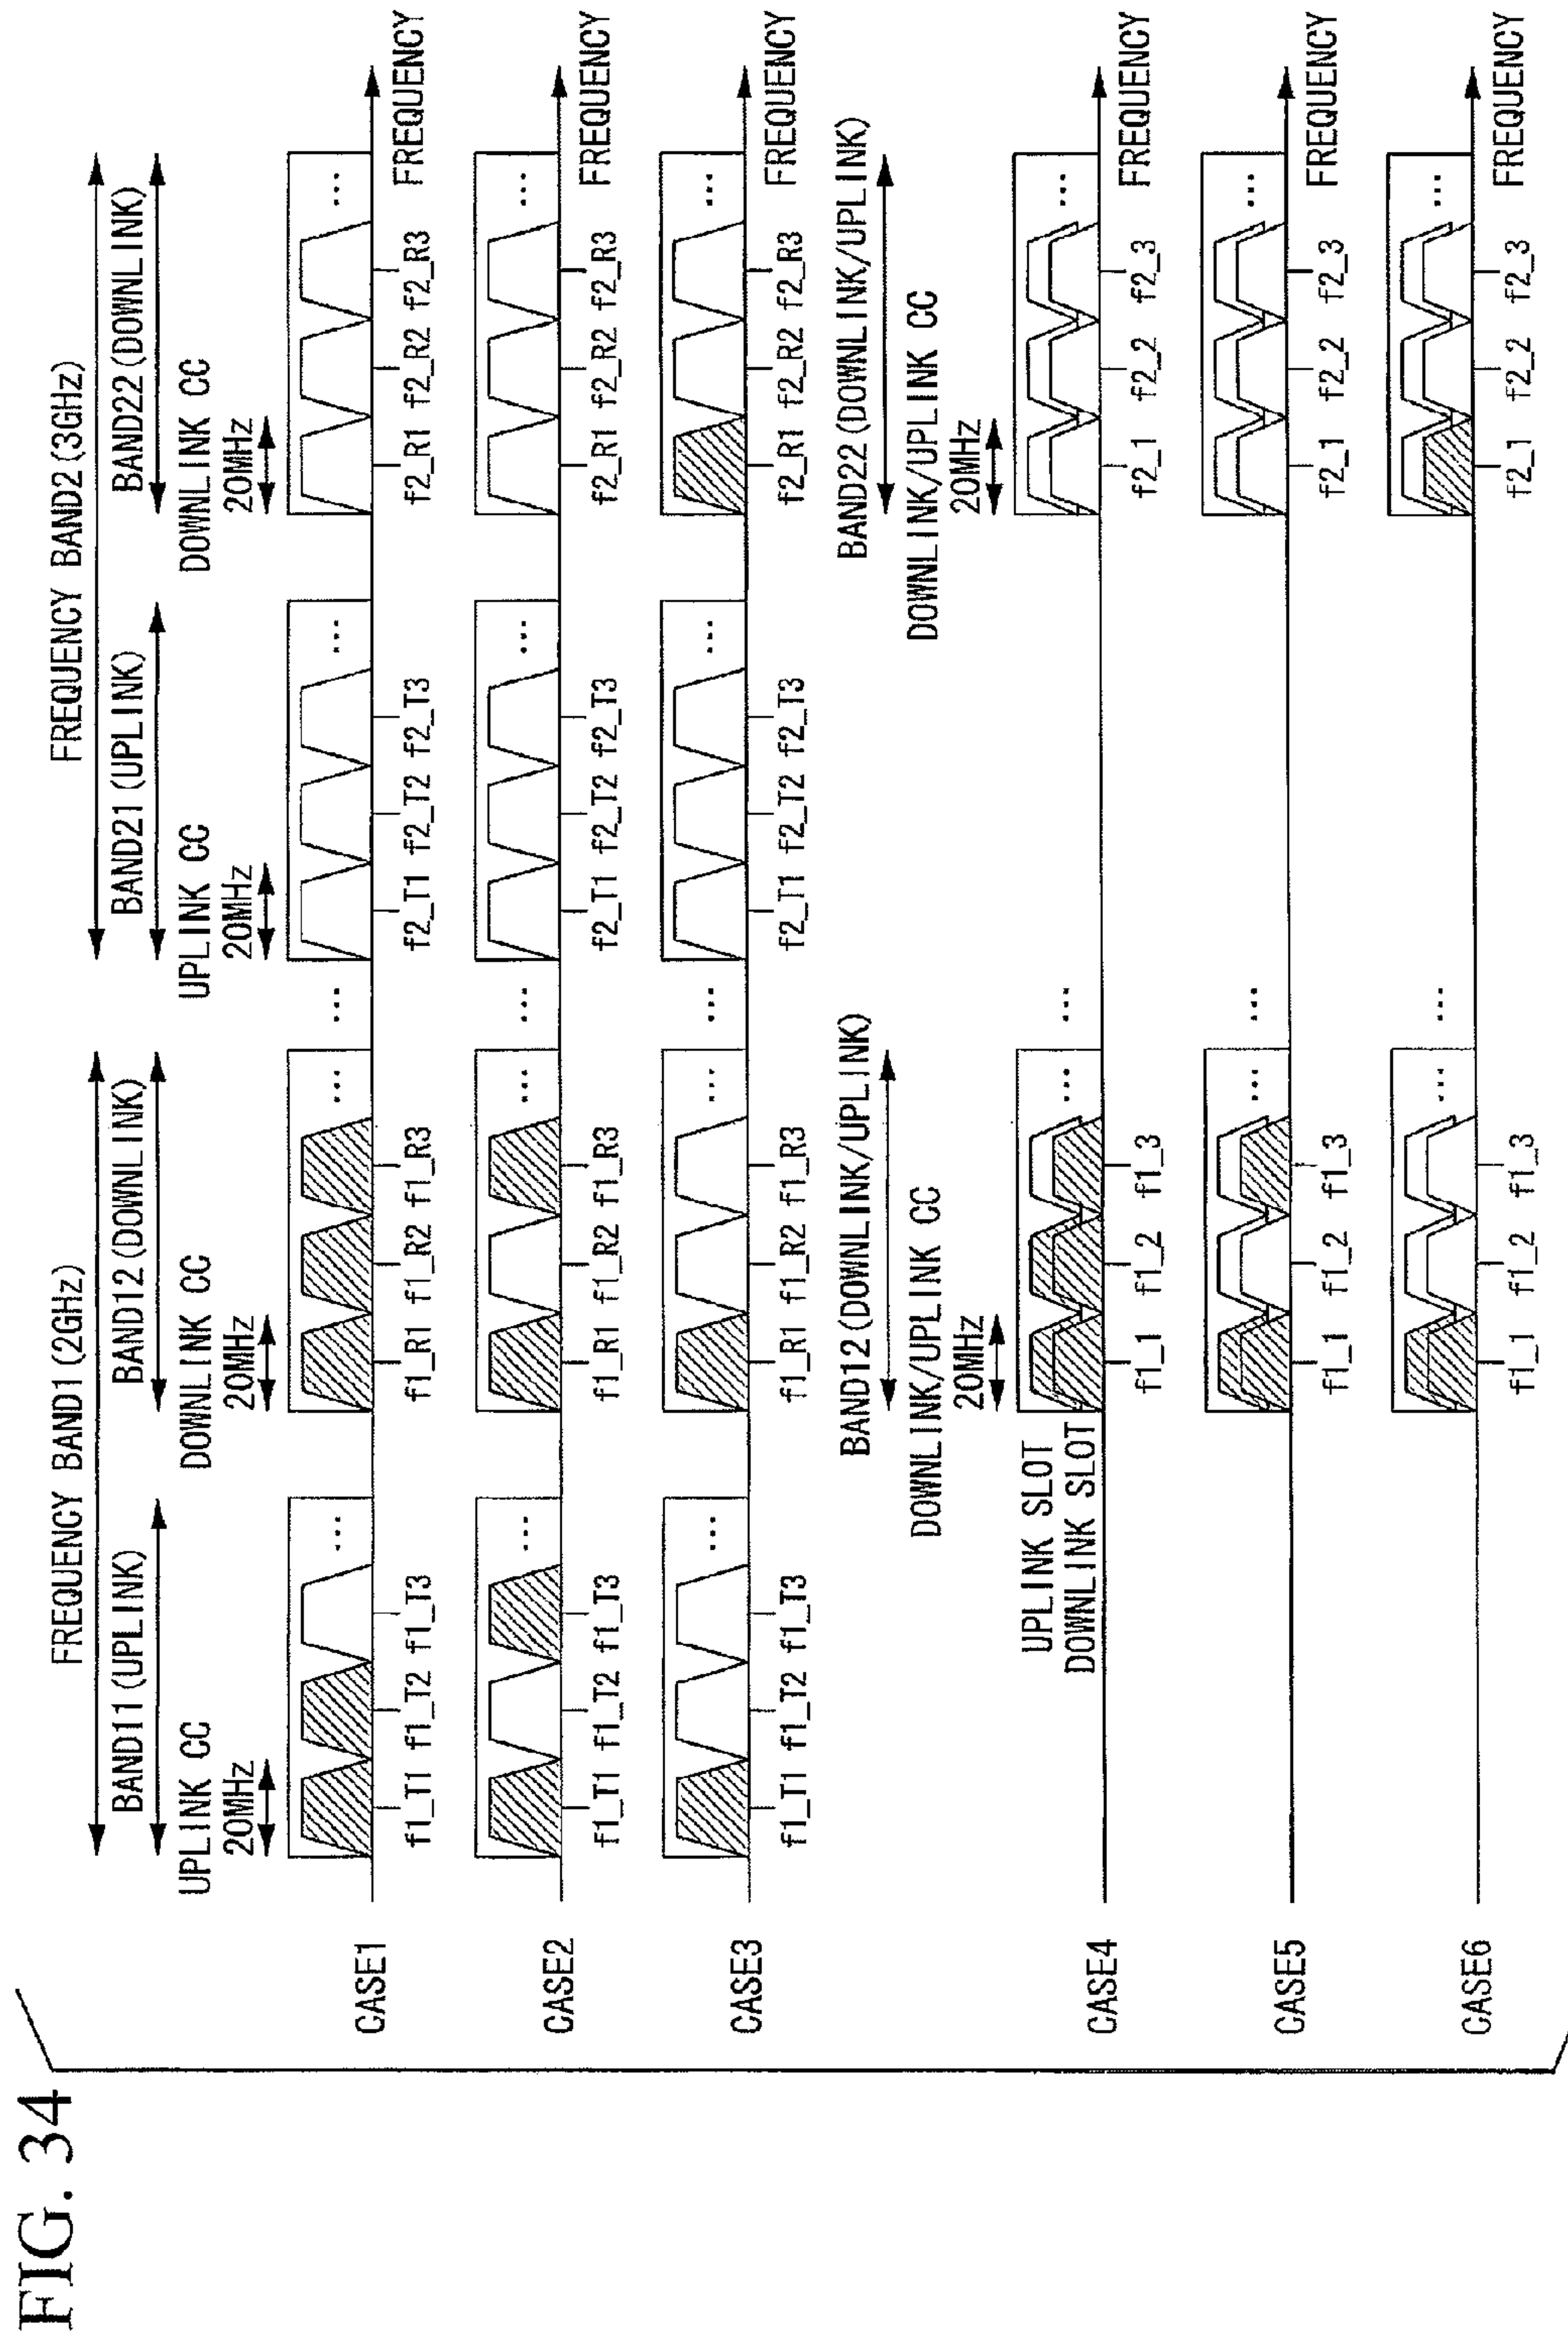 FIG. 34
FREQUENCY BAND1(2GHz) FREQUENCY BAND2(3GHz)
BAND11(UPLINK) BAND12(DOWNLINK) BAND21(UPLINK) BAND22(DOWNLINK)
UPLINK CC DOWNLINK CC UPLINK CC DOWNLINK CC
20MHz 20MHz 20MHz 20MHz
... ... ... ... ...
CASE1
f1_T1 f1_T2 f1_T3 f1_R1 f1_R2 f1_R3 f2_T1 f2_T2 f2_T3 f2_R1 f2_R2 f2_R3 FREQUENCY
... ... ... ... ...
CASE2
f1_T1 f1_T2 f1_T3 f1_R1 f1_R2 f1_R3 f2_T1 f2_T2 f2_T3 f2_R1 f2_R2 f2_R3 FREQUENCY
... ... ... ... ...
CASE3
f1_T1 f1_T2 f1_T3 f1_R1 f1_R2 f1_R3 f2_T1 f2_T2 f2_T3 f2_R1 f2_R2 f2_R3 FREQUENCY
BAND12(DOWNLINK/UPLINK) BAND22(DOWNLINK/UPLINK)
DOWNLINK/UPLINK CC DOWNLINK/UPLINK CC
20MHz 20MHz
UPLINK SLOT
DOWNLINK SLOT
... ... ...
CASE4
f1_1 f1_2 f1_3 f2_1 f2_2 f2_3 FREQUENCY
... ... ...
CASE5
f1_1 f1_2 f1_3 f2_1 f2_2 f2_3 FREQUENCY
... ... ...
CASE6
f1_1 f1_2 f1_3 f2_1 f2_2 f2_3 FREQUENCY